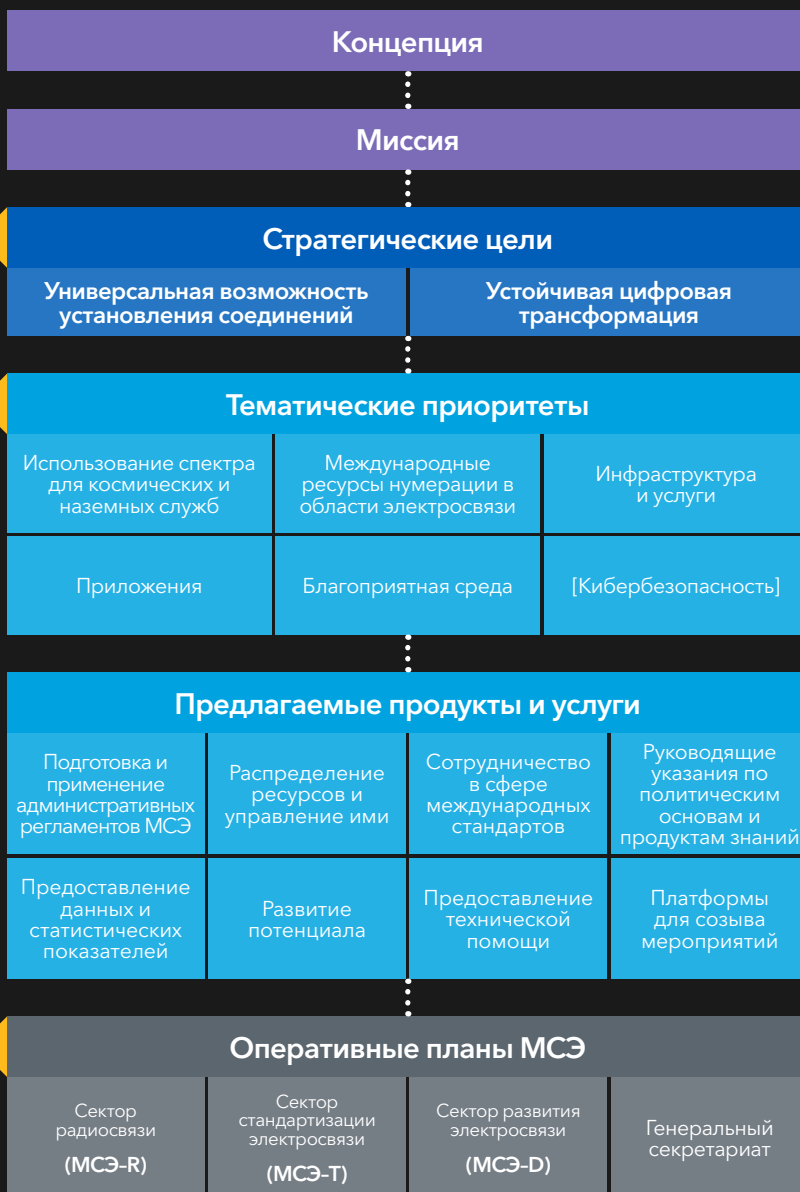 Концепция
Миссия
Стратегические цели
Универсальная возможность
установления соединений
Устойчивая цифровая
трансформация
Тематические приоритеты
Использование спектра
для космических и
наземных служб
Международные
ресурсы нумерации в
области электросвязи
Инфраструктура
и услуги
Приложения
Благоприятная среда
[Кибербезопасность]
Предлагаемые продукты и услуги
Подготовка и
применение
административных
регламентов МСЭ
Распределение
ресурсов и
управление ими
Сотрудничество
в сфере
международных
стандартов
Руководящие
указания по
политическим
основам и
продуктам знаний
Предоставление
данных и
статистических
показателей
Развитие
потенциала
Предоставление
технической
помощи
Платформы
для созыва
мероприятий
Оперативные планы МСЭ
Сектор
радиосвязи
(МСЭ-R)
Сектор
стандартизации
электросвязи
(МСЭ-Т)
Сектор развития
электросвязи
(МСЭ-D)
Генеральный
секретариат